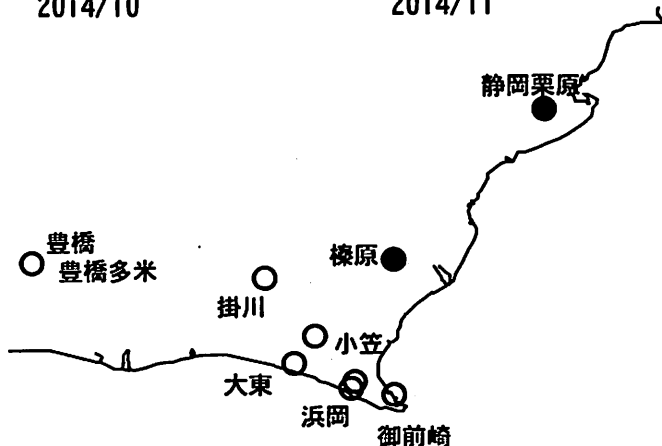 2014/10
2014/11
静岡栗原
豊橋
豊橋多米
榛原
掛川
小笠
大東
浜岡
御前崎